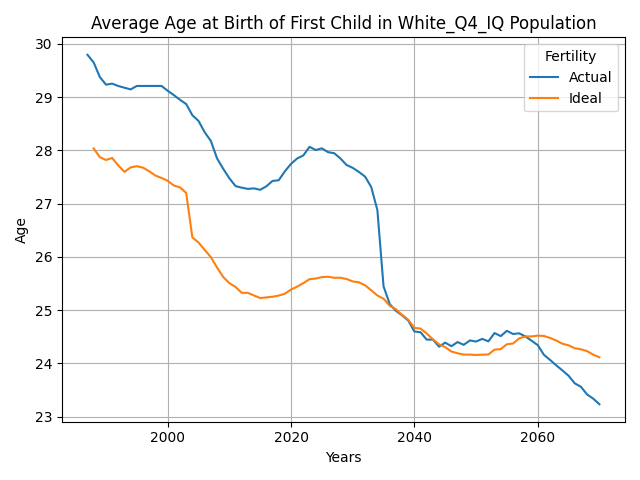 Average Age at Birth of First Child in White_Q4_IQ Population
Fertility
Actual
Ideal
30
29
28
27
26
25
24
23
Age
2000
2020
2040
2060
Years